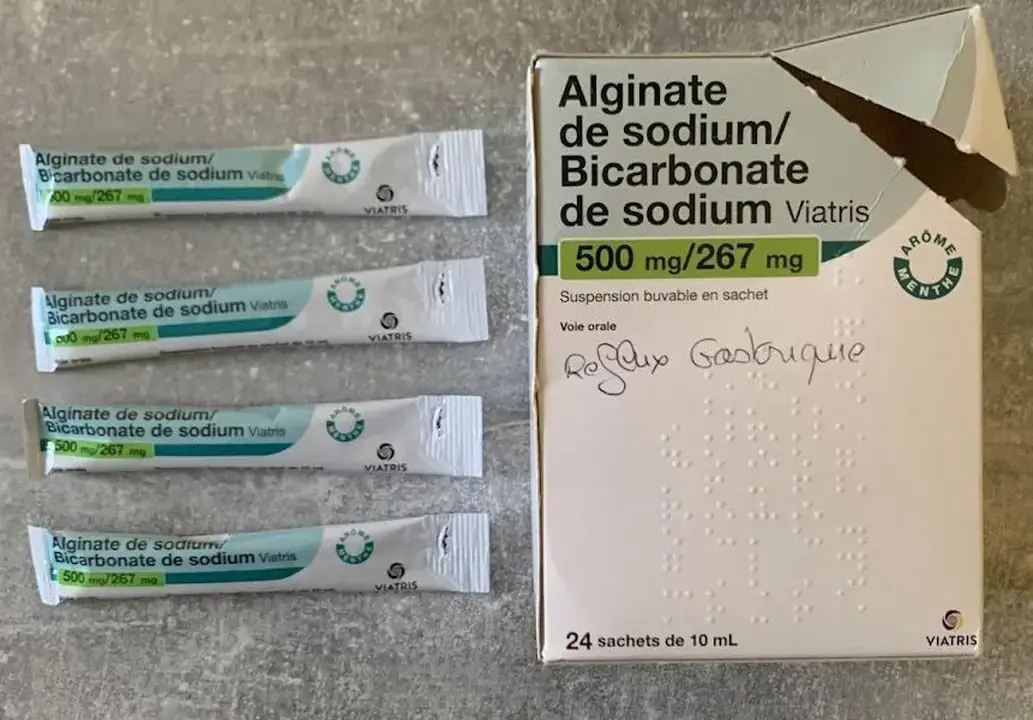 Alginate de sodium/
Bicarbonate de sodium Viatris
500 mg/267 mg
VIATRIS
Alginate de sodium/
Bicarbonate de sodium Viatris
500 mg/267 mg
VIATRIS
Alginate de sodium/
Bicarbonate de sodium Viatris
500 mg/267 mg
ARÔME
VIATRIS
Alginate de sodium/
Bicarbonate de sodium Viatris
500 mg/267 mg
VIATRIS
Alginate
de sodium/
Bicarbonate
de sodium Viatris
500 mg/267 mg
ARÔME
MENTHE
Suspension buvable en sachet
Voie orale
Reflux Gastrique
24 sachets de 10 mL
VIATRIS